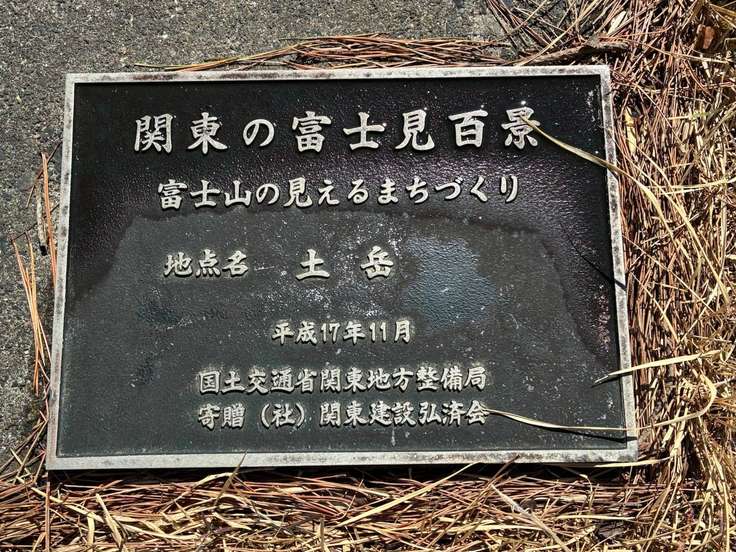 関東の富士見百景
富士山の見えるまちづくり
地点名 土岳
平成17年11月
国土交通省関東地方整備局
寄贈（社）関東建設弘済会